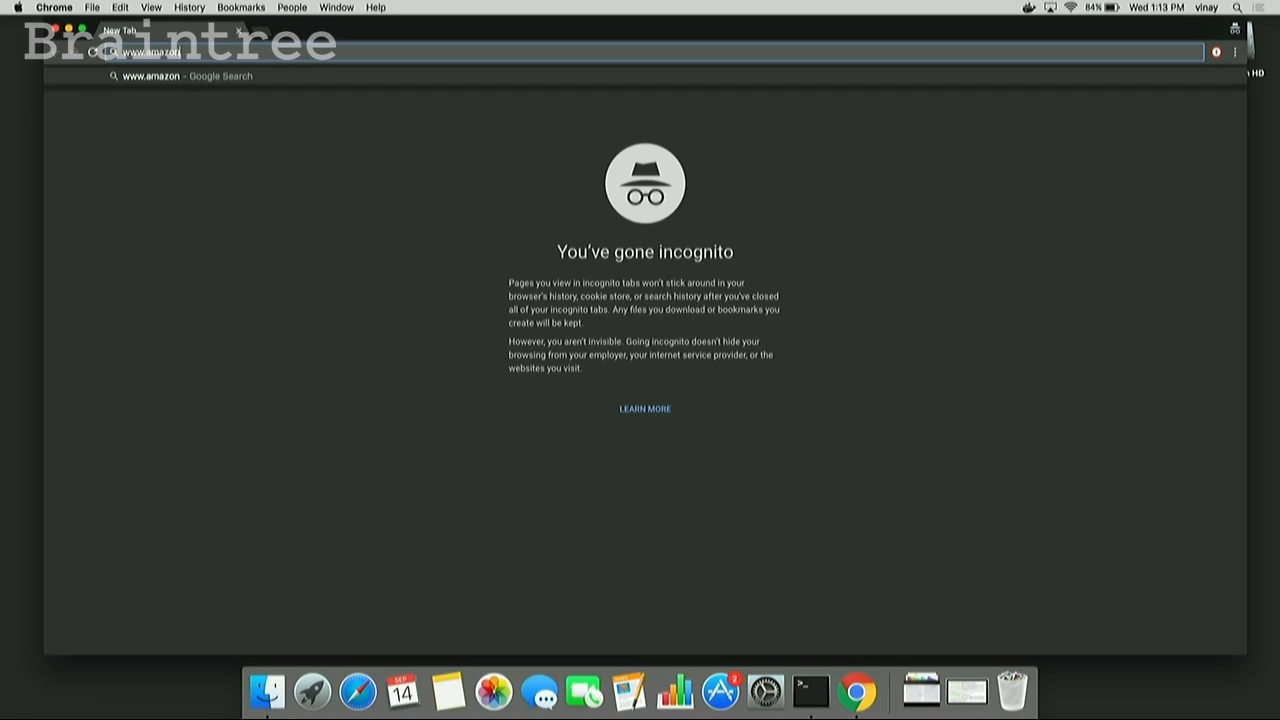 Chrome File Edit View History Bookmarks People Window Help 84% Wed 1:13 PM vinay
New Tab
Braintree
www.amazon
www.amazon - Google Search
HD
You've gone incognito
Pages you view in incognito tabs won't stick around in your
browser's history, cookie store, or search history after you've closed
all of your incognito tabs. Any files you download or bookmarks you
create will be kept.
However, you aren't invisible. Going incognito doesn't hide your
browsing from your employer, your internet service provider, or the
websites you visit.
LEARN MORE
SEP
14
2
>_